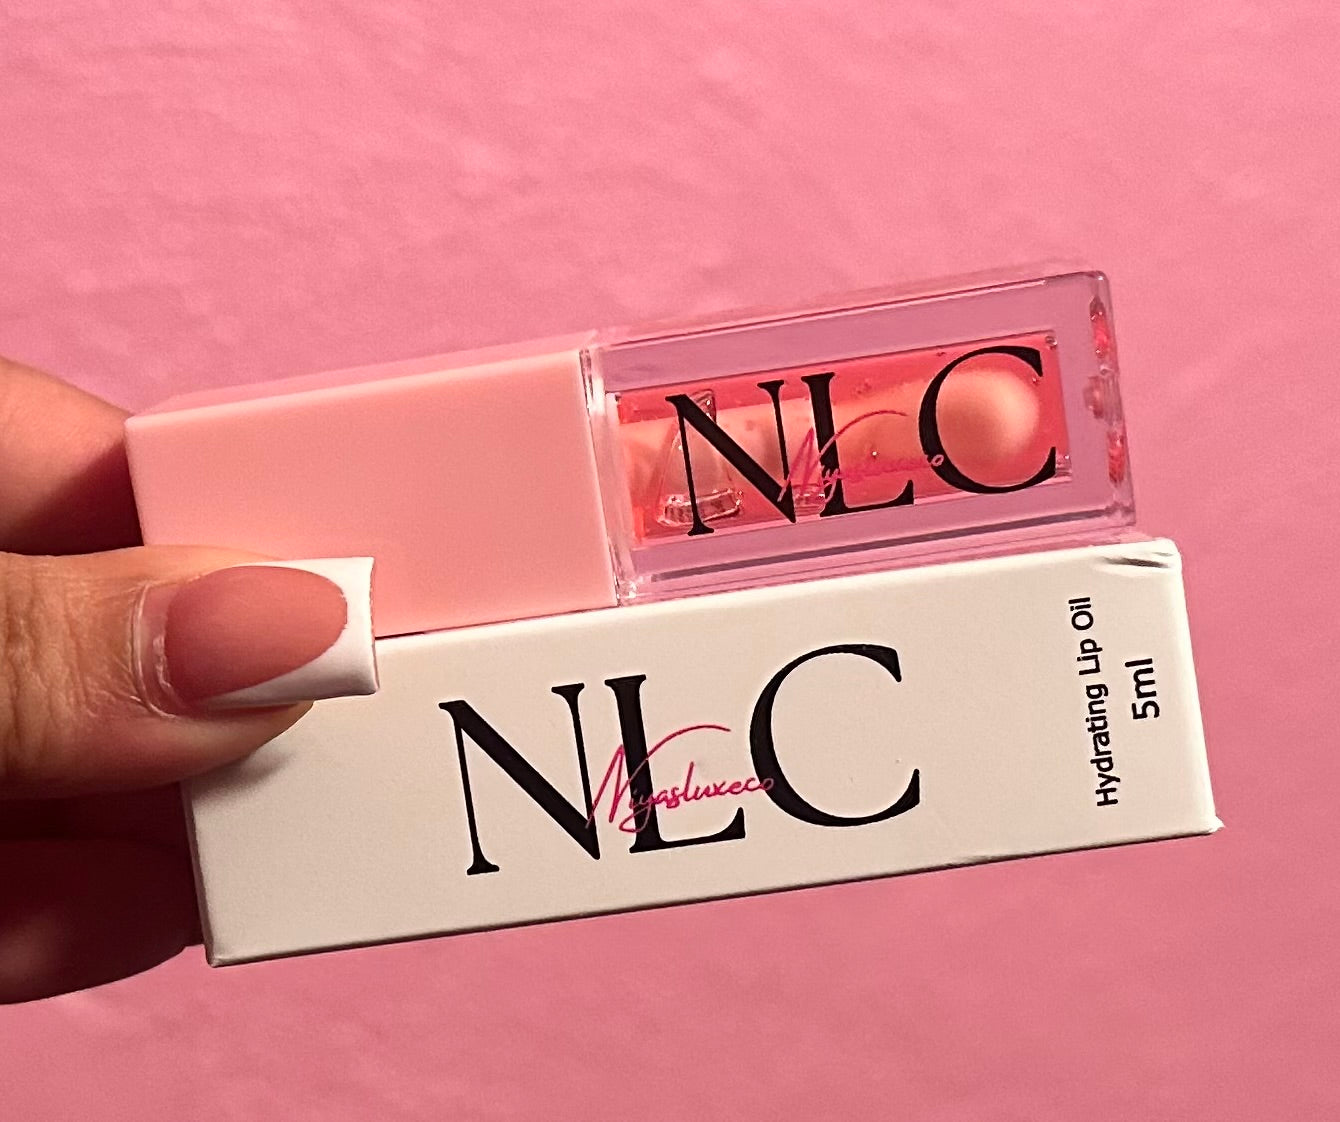 NLC
Niyasluxeco
NLC
Niyasluxeco
Hydrating Lip Oil
5ml